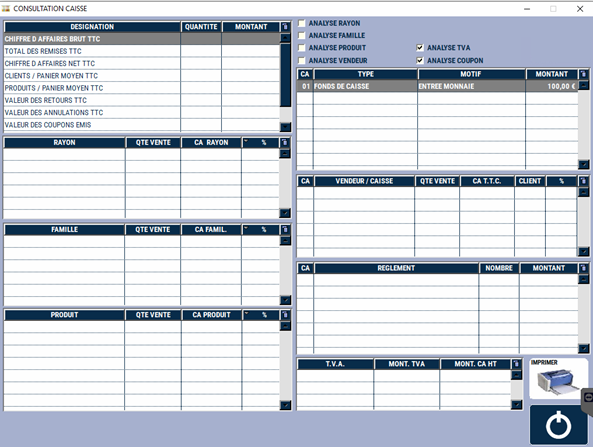 CONSULTATION CAISSE
DESIGNATION QUANTITE MONTANT
CHIFFRE D AFFAIRES BRUT TTC
TOTAL DES REMISES TTC
CHIFFRE D AFFAIRES NET TTC
CLIENTS / PANIER MOYEN TTC
PRODUITS / PANIER MOYEN TTC
VALEUR DES RETOURS TTC
VALEUR DES ANNULATIONS TTC
VALEUR DES COUPONS EMIS
ANALYSE RAYON
ANALYSE FAMILLE
ANALYSE PRODUIT ANALYSE TVA
ANALYSE VENDEUR ANALYSE COUPON
CA TYPE MOTIF MONTANT
01 FONDS DE CAISSE ENTREE MONNAIE 100,00 €
RAYON QTE VENTE CA RAYON %
CA VENDEUR / CAISSE QTE VENTE CA T.T.C. CLIENT %
FAMILLE QTE VENTE CA FAMIL. %
CA REGLEMENT NOMBRE MONTANT
PRODUIT QTE VENTE CA PRODUIT %
T.V.A. MONT. TVA MONT. CA HT
IMPRIMER